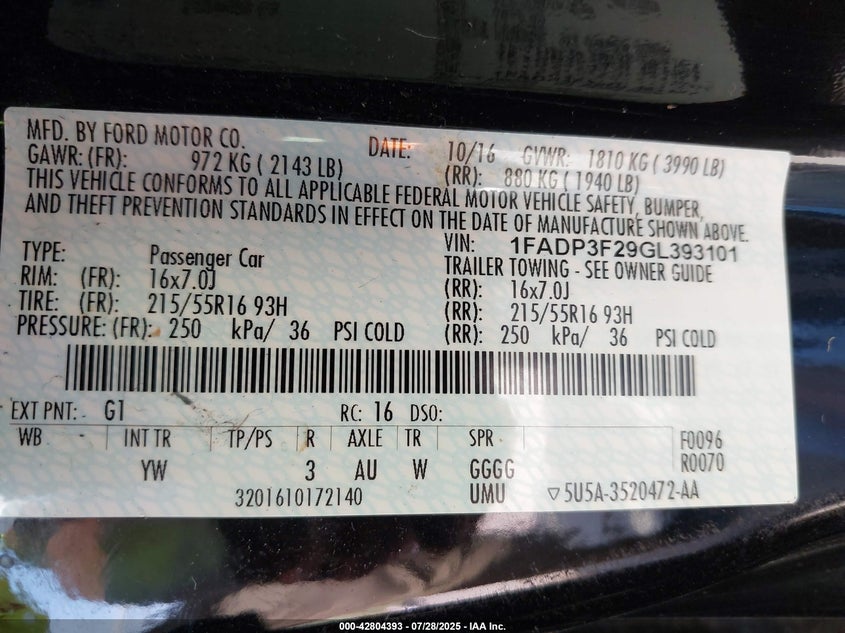 MFD. BY FORD MOTOR CO. DATE: 10/16 GVWR: 1810 KG ( 3990 LB)
GAWR: (FR): 972 KG ( 2143 LB) (RR): 880 KG ( 1940 LB)
THIS VEHICLE CONFORMS TO ALL APPLICABLE FEDERAL MOTOR VEHICLE SAFETY, BUMPER,
AND THEFT PREVENTION STANDARDS IN EFFECT ON THE DATE OF MANUFACTURE SHOWN ABOVE.
VIN: 1FADP3F29GL393101
TYPE: Passenger Car TRAILER TOWING - SEE OWNER GUIDE
RIM: (FR): 16x7.0J (RR): 16x7.0J
TIRE: (FR): 215/55R16 93H (RR): 215/55R16 93H
PRESSURE: (FR): 250 kPa/ 36 PSI COLD (RR): 250 kPa/ 36 PSI COLD
EXT PNT: G1 RC: 16 DSO:
WB INT TR TP/PS R AXLE TR SPR F0096
YW 3 AU W GGGG R0070
3201610172140 UMU ▽5U5A-3520472-AA
000-42804393 - 07/28/2025 - IAA Inc.